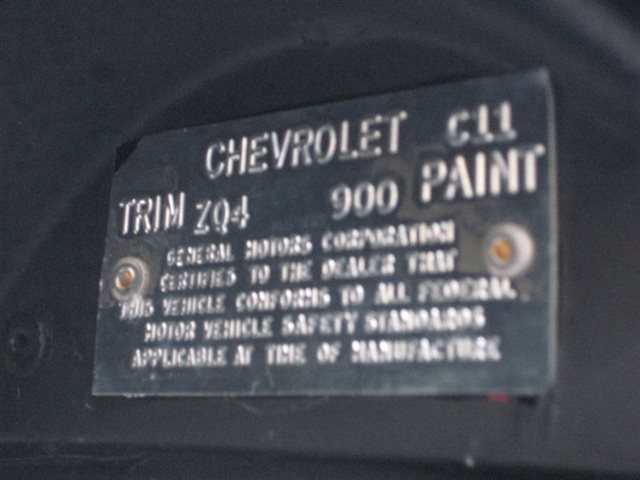 CHEVROLET C11
TRIM ZQ4 900 PAINT
GENERAL MOTORS CORPORATION
CERTIFIES TO THE DEALER THAT
THIS VEHICLE CONFORMS TO ALL FEDERAL
MOTOR VEHICLE SAFETY STANDARDS
APPLICABLE AT TIME OF MANUFACTURE